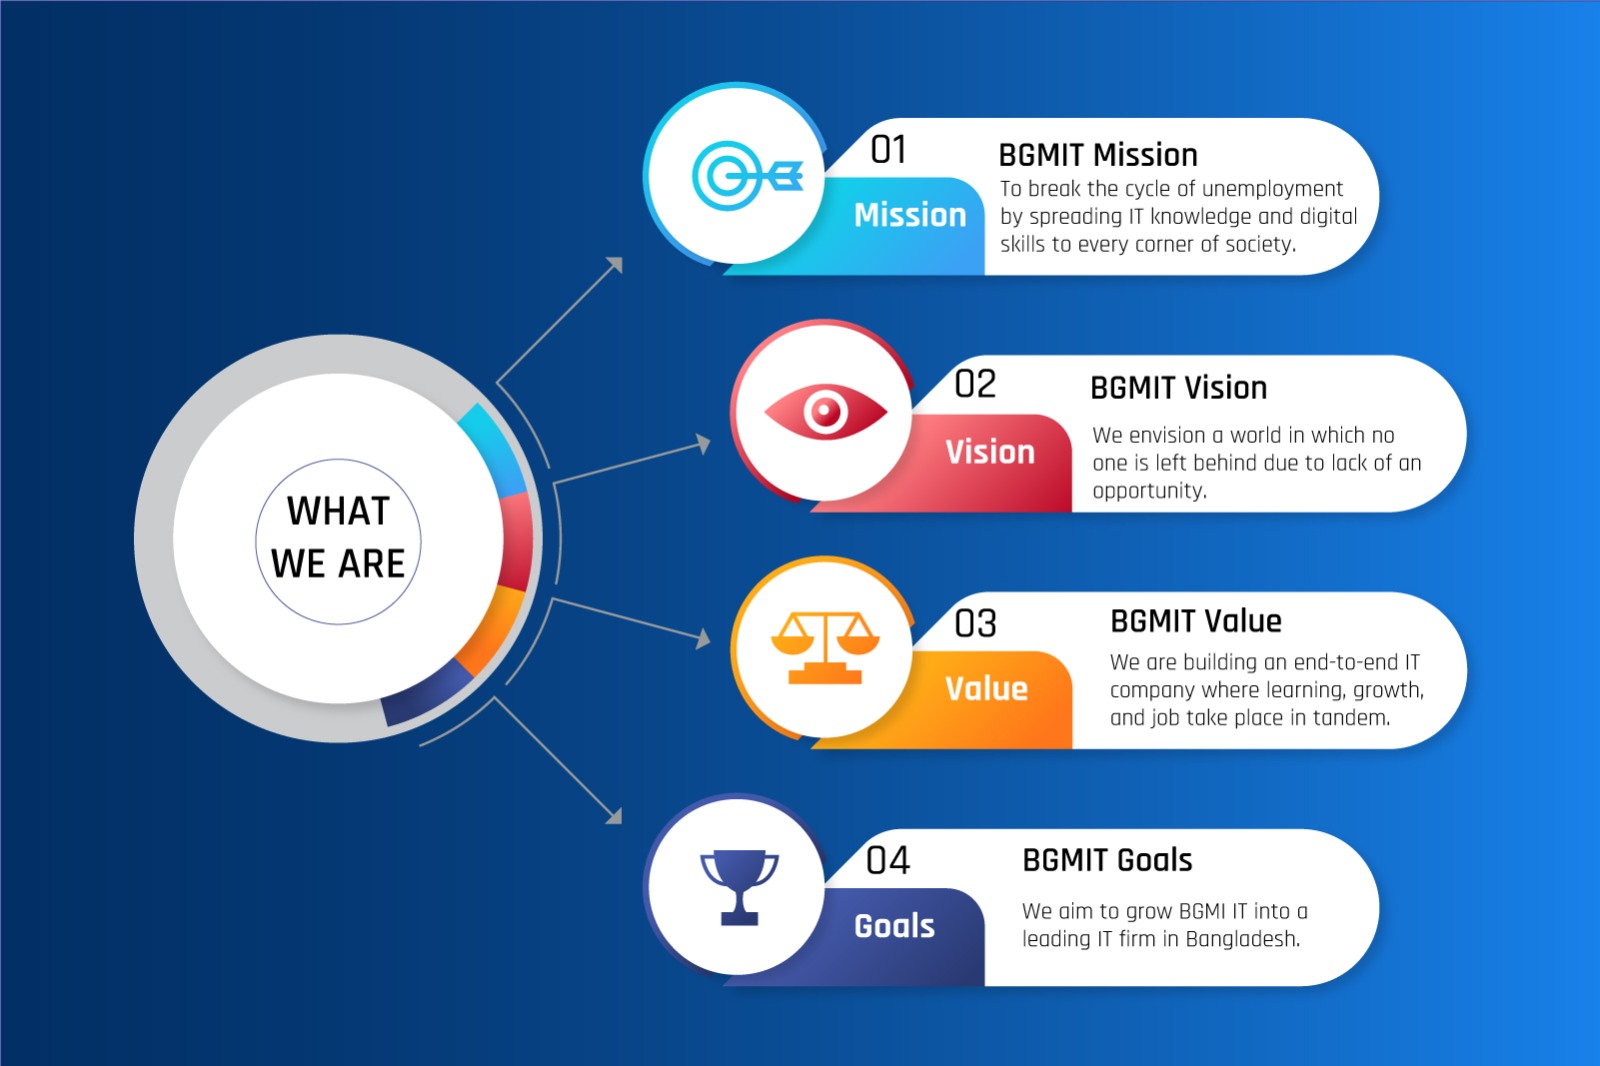 WHAT
WE ARE
01
Mission
BGMIT Mission
To break the cycle of unemployment
by spreading IT knowledge and digital
skills to every corner of society.
02
Vision
BGMIT Vision
We envision a world in which no
one is left behind due to lack of an
opportunity.
03
Value
BGMIT Value
We are building an end-to-end IT
company where learning, growth,
and job take place in tandem.
04
Goals
BGMIT Goals
We aim to grow BGMI IT into a
leading IT firm in Bangladesh.